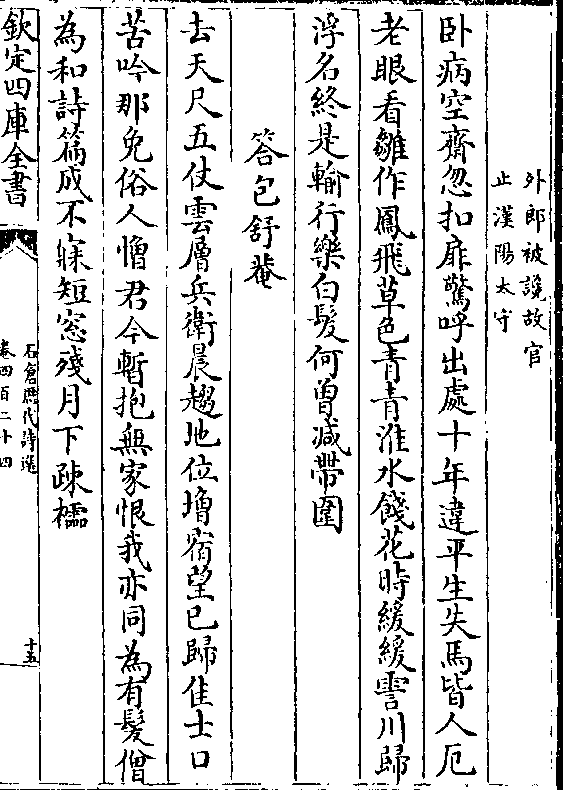 外郎被讒故官
止漢陽太守
卧病空齋忽扣扉驚呼出處十年違平生失馬皆人厄
老眼看雛作鳳飛草色青青淮水餞花時緩緩霅川歸
浮名終是輸行樂白髮何曽减帶圍
答包舒菴
去天尺五仗雲層兵衛晨趨地位增宿望已歸佳士口
苦吟那免俗人憎君今暫抱無家恨我亦同為有髮僧
為和詩篇成不寐短窓殘月下疎櫺
欽定四庫全書
石倉歷代詩選
卷四百二十四
十五